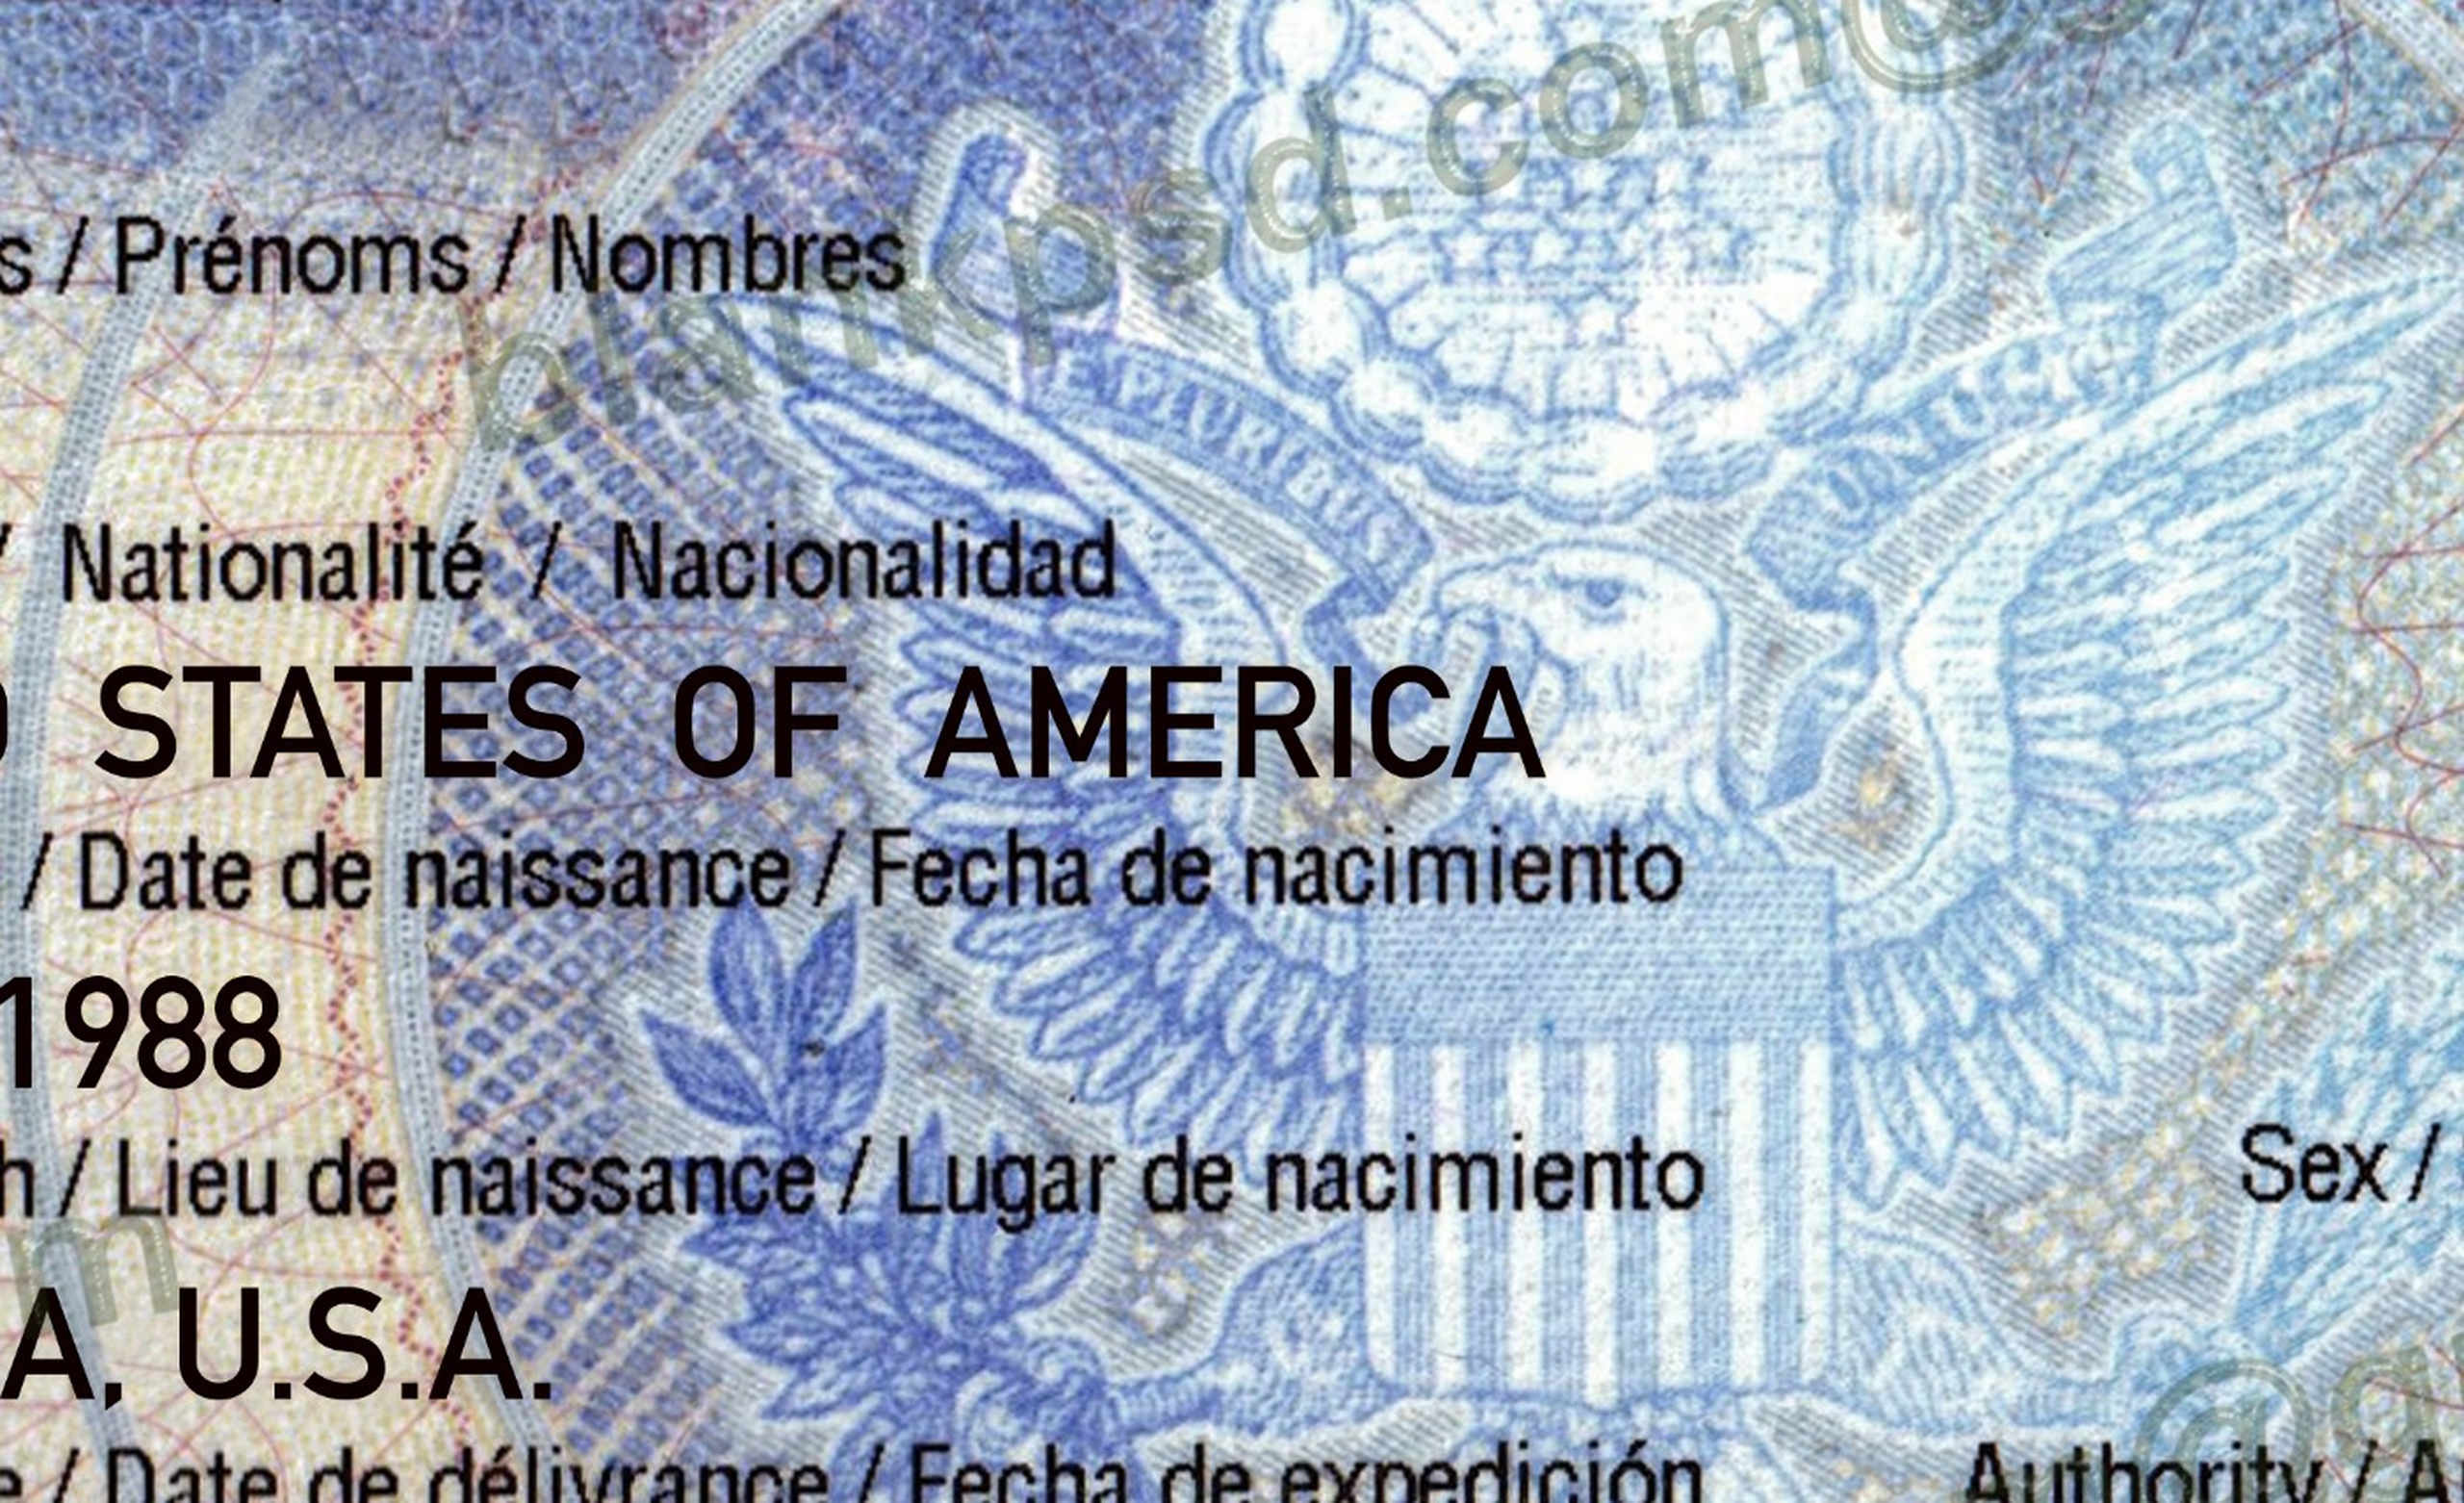 s / Prénoms / Nombres
blankpsd.com@
E PLURIBUS
UNUM
/ Nationalité / Nacionalidad
STATES OF AMERICA
/ Date de naissance / Fecha de nacimiento
1988
h / Lieu de naissance / Lugar de nacimiento
Sex /
m
A, U.S.A.
@g
e / Date de délivrance / Fecha de expedición
Authority / A